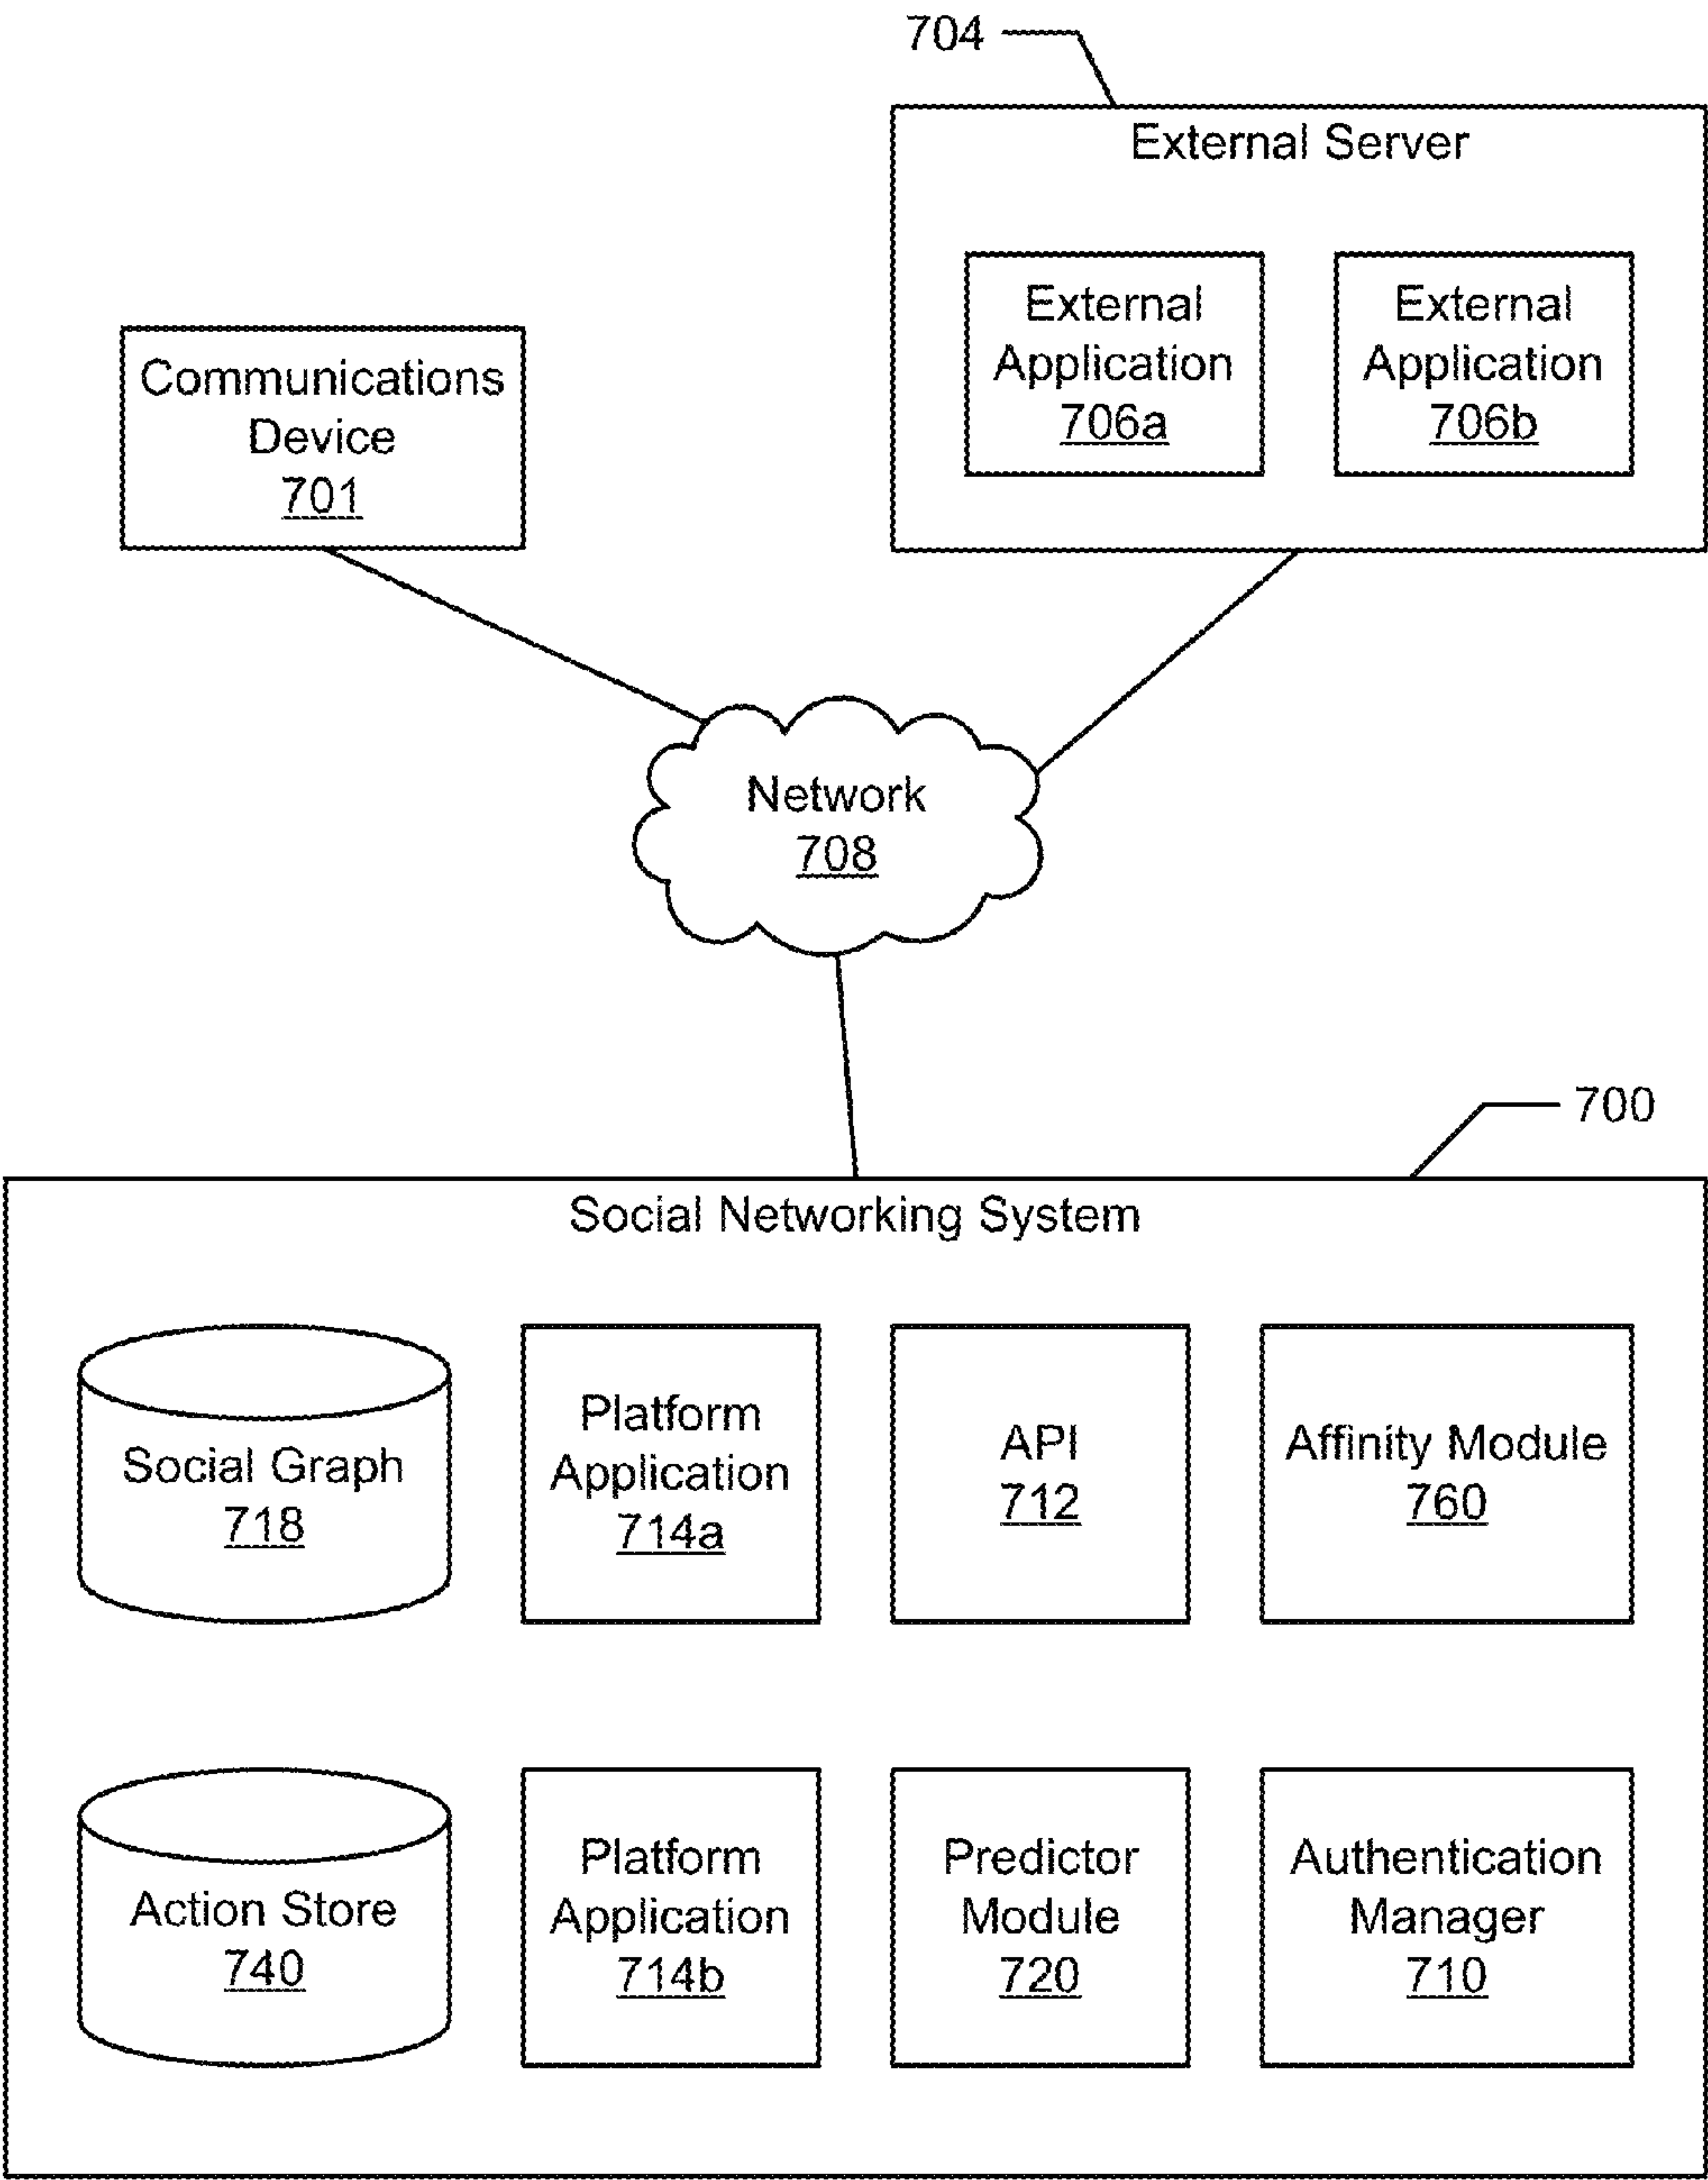 704
External Server
External
Application
706a
External
Application
706b
Communications
Device
701
Network
708
700
Social Networking System
Social Graph
718
Platform
Application
714a
API
712
Affinity Module
760
Action Store
740
Platform
Application
714b
Predictor
Module
720
Authentication
Manager
710